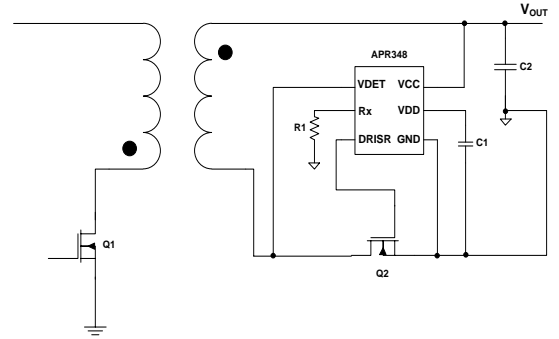 VOUT
APR348
C2
VDET VCC
Rx VDD
R1
DRISR GND
C1
Q1
Q2